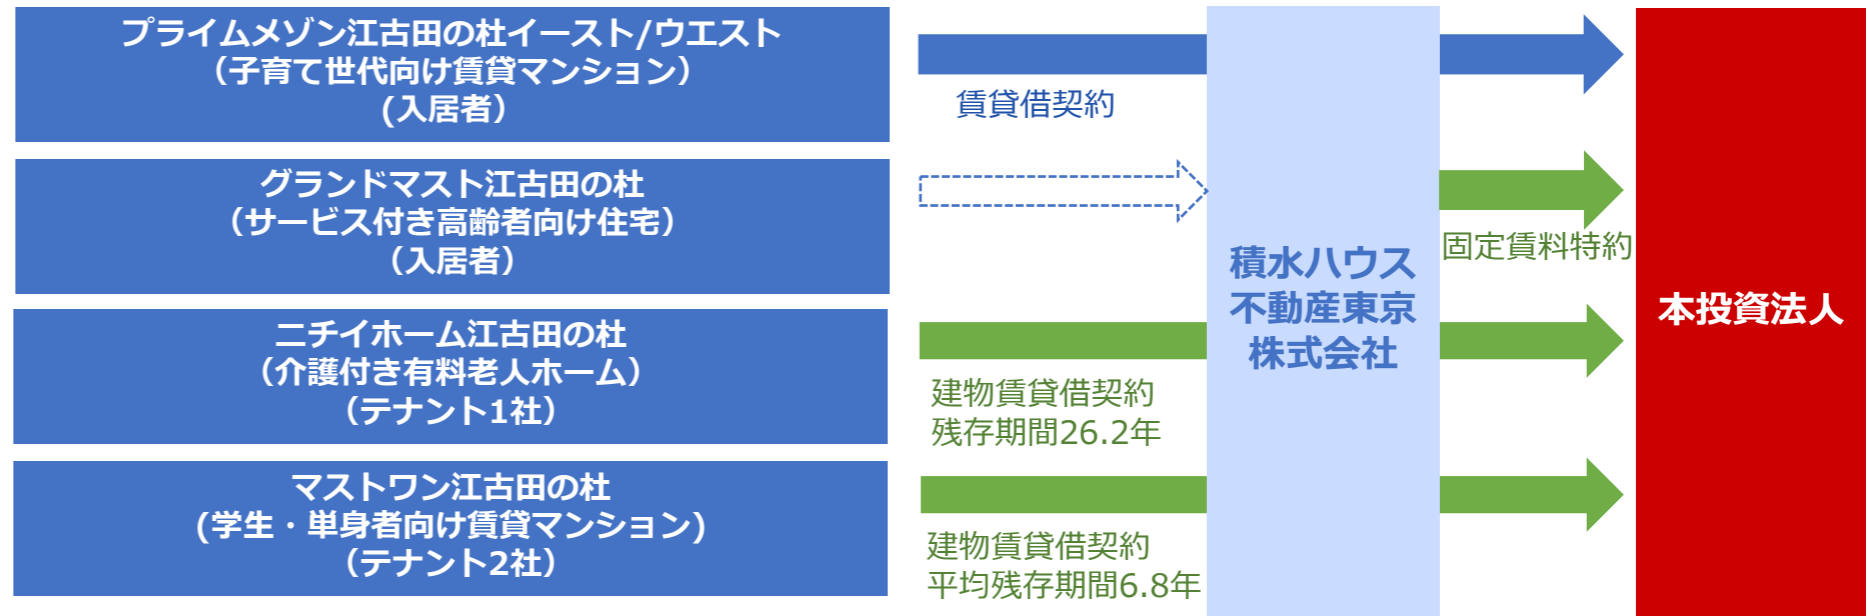 プライムメゾン江古田の杜イースト/ウエスト
（子育て世代向け賃貸マンション）
(入居者）
賃貸借契約
グランドマスト江古田の杜
（サービス付き高齢者向け住宅）
（入居者）
固定賃料特約
ニチイホーム江古田の杜
（介護付き有料老人ホーム）
（テナント1社）
建物賃貸借契約
残存期間26.2年
マストワン江古田の杜
(学生・単身者向け賃貸マンション)
（テナント2社）
建物賃貸借契約
平均残存期間6.8年
積水ハウス
不動産東京
株式会社
本投資法人